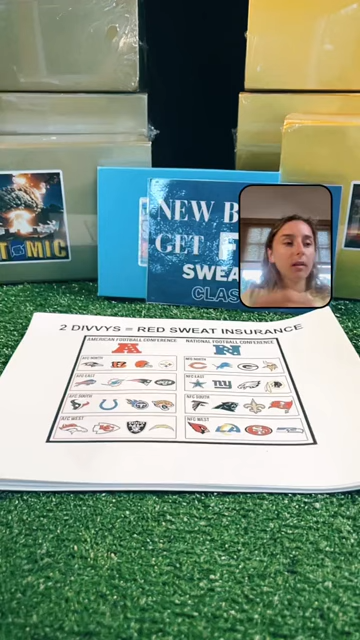 NEW B
GET F
SWEA
CLAS
T MIC
2 DIVVYS = RED SWEAT INSURANCE
AMERICAN FOOTBALL CONFERENCE
NATIONAL FOOTBALL CONFERENCE
AFC NORTH
NFC NORTH
AFC EAST
NFC EAST
AFC SOUTH
NFC SOUTH
AFC WEST
NFC WEST